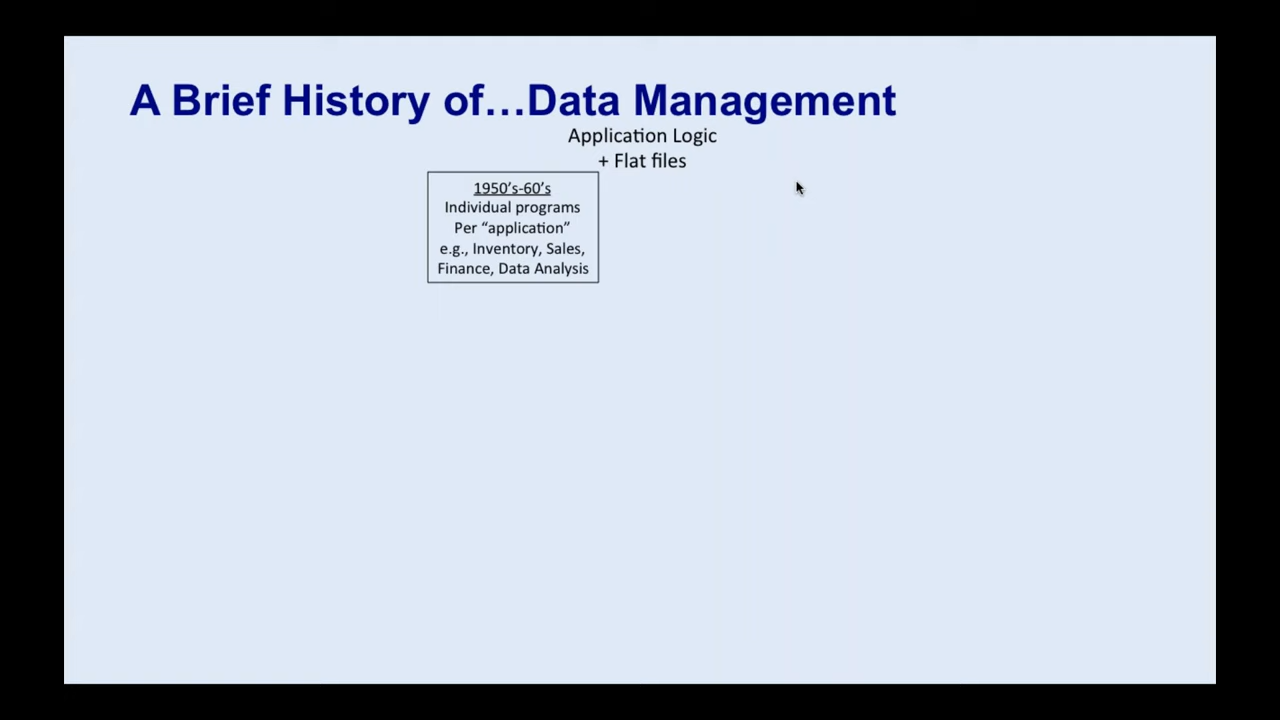 A Brief History of…Data Management
Application Logic
+ Flat files
1950’s-60’s
Individual programs
Per “application”
e.g., Inventory, Sales,
Finance, Data Analysis